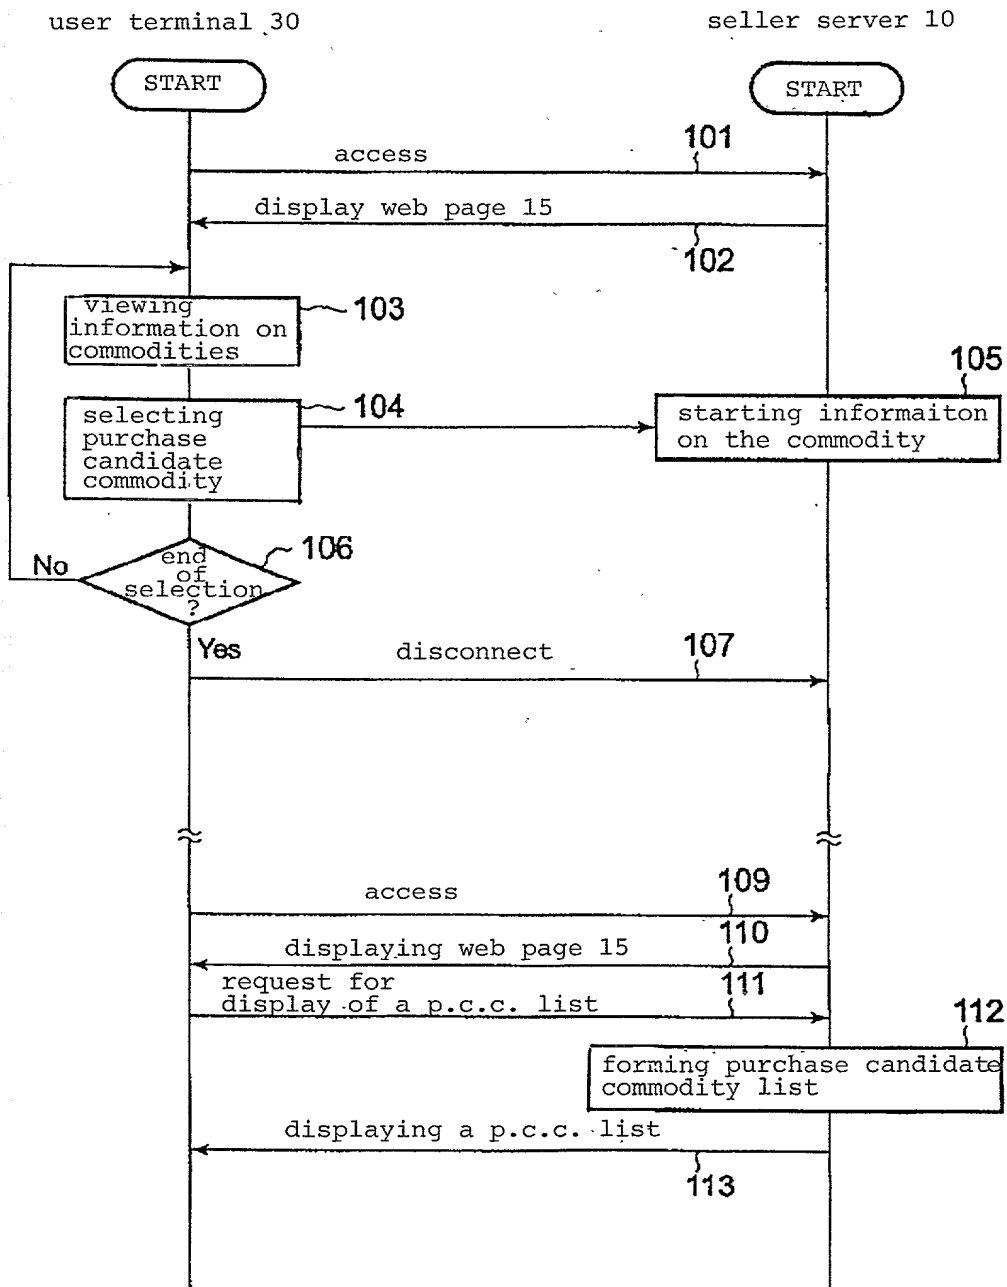 user terminal 30
seller server 10
START
START
101
access
display web page 15
102
viewing
information on
commodities
103
105
104
selecting
purchase
candidate
commodity
starting informaiton
on the commodity
106
No
end
of
selection
?
Yes
disconnect
107
access
109
displaying web page 15
110
request for
display of a p.c.c. list
111
112
forming purchase candidate
commodity list
displaying a p.c.c. list
113